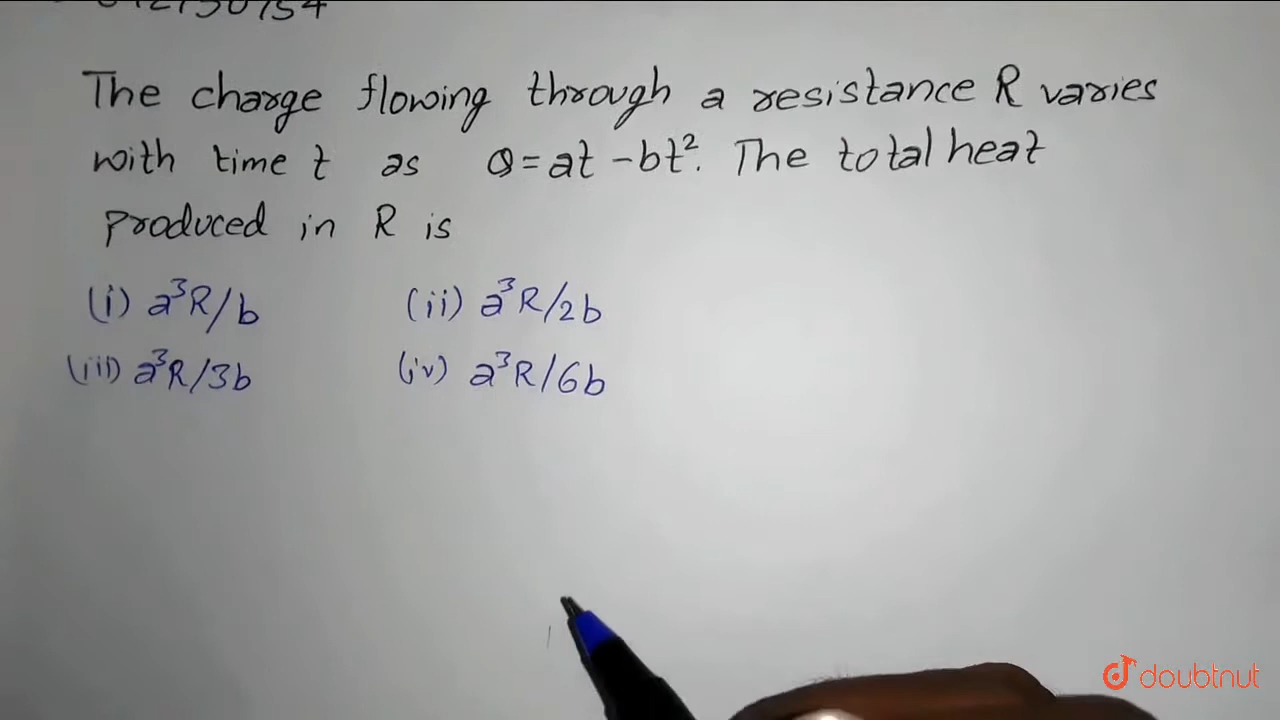 The charge flowing through a resistance R varies
with time t as Q=at-bt². The total heat
produced in R is
(i) a³R/b (ii) a³R/2b
(iii) a³R/3b (iv) a³R/6b
doubtnut